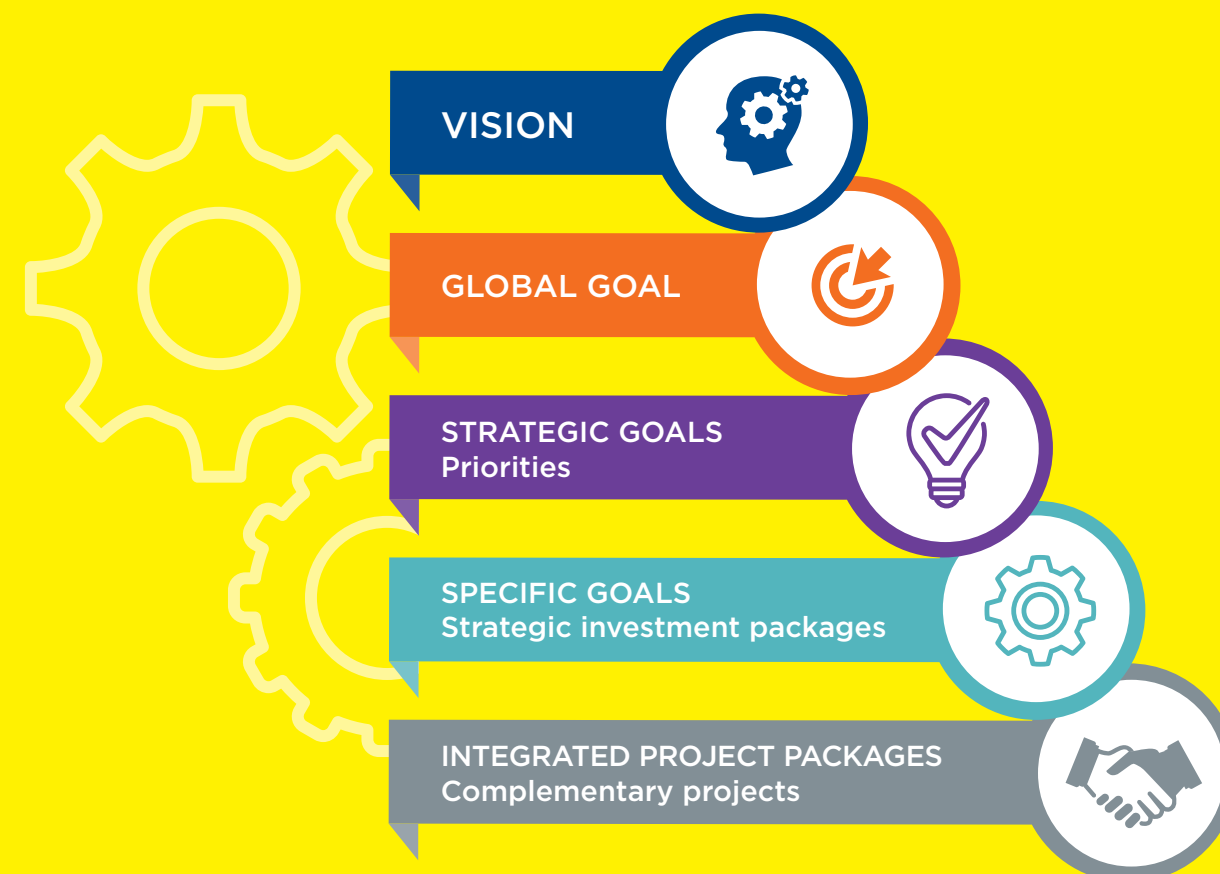 VISION
GLOBAL GOAL
STRATEGIC GOALS
Priorities
SPECIFIC GOALS
Strategic investment packages
INTEGRATED PROJECT PACKAGES
Complementary projects